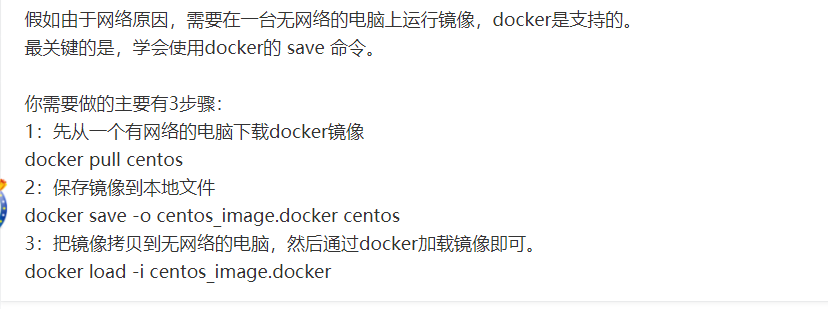 假如由于网络原因，需要在一台无网络的电脑上运行镜像，docker是支持的。
最关键的是，学会使用docker的 save 命令。
你需要做的主要有3步骤：
1：先从一个有网络的电脑下载docker镜像
docker pull centos
2：保存镜像到本地文件
docker save -o centos_image.docker centos
3：把镜像拷贝到无网络的电脑，然后通过docker加载镜像即可。
docker load -i centos_image.docker